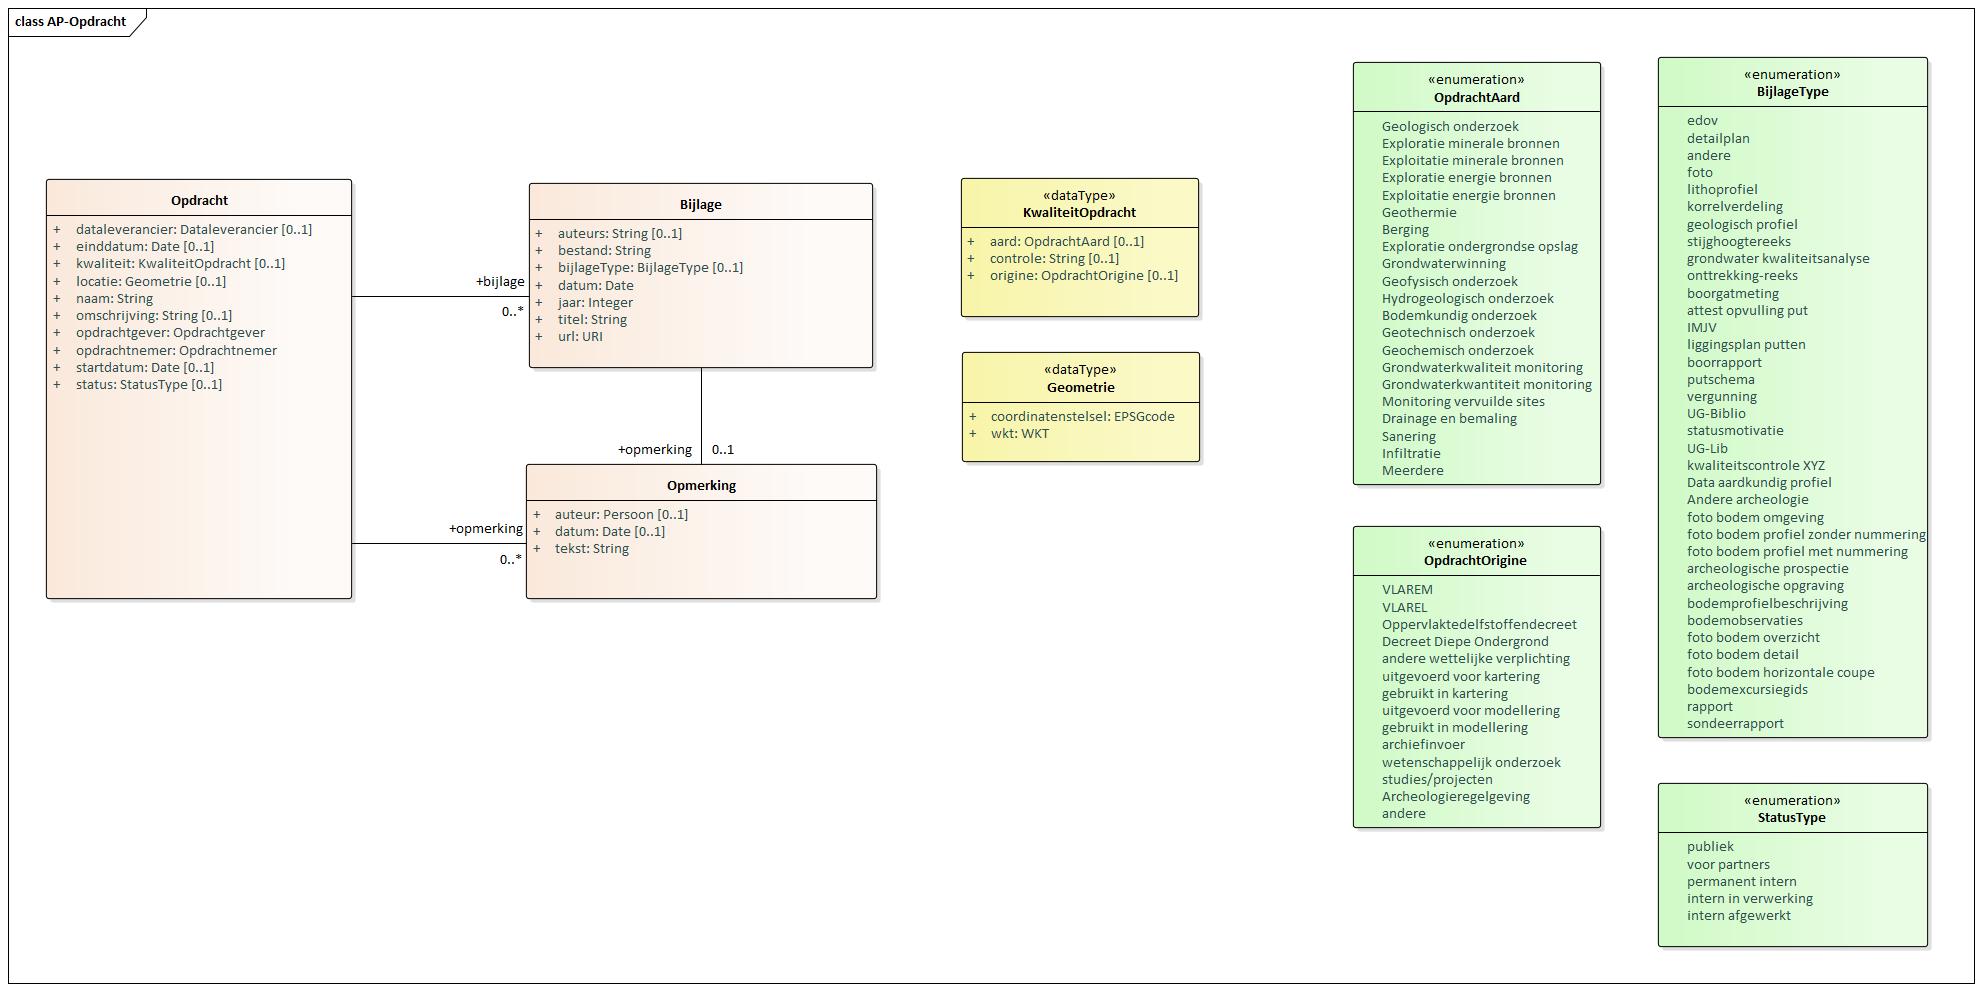 class AP-Opdracht
Opdracht
+ dataleverancier: Dataleverancier [0..1]
+ einddatum: Date [0..1]
+ kwaliteit: KwaliteitOpdracht [0..1]
+ locatie: Geometrie [0..1]
+ naam: String
+ omschrijving: String [0..1]
+ opdrachtgever: Opdrachtgever
+ opdrachtnemer: Opdrachtnemer
+ startdatum: Date [0..1]
+ status: StatusType [0..1]
+bijlage
0..*
Bijlage
+ auteurs: String [0..1]
+ bestand: String
+ bijlageType: BijlageType [0..1]
+ datum: Date
+ jaar: Integer
+ titel: String
+ url: URI
+opmerking 0..1
+opmerking
0..*
Opmerking
+ auteur: Persoon [0..1]
+ datum: Date [0..1]
+ tekst: String
«dataType»
KwaliteitOpdracht
+ aard: OpdrachtAard [0..1]
+ controle: String [0..1]
+ origine: OpdrachtOrigine [0..1]
«dataType»
Geometrie
+ coordinatenstelsel: EPSGcode
+ wkt: WKT
«enumeration»
OpdrachtAard
Geologisch onderzoek
Exploratie minerale bronnen
Exploitatie minerale bronnen
Exploratie energie bronnen
Exploitatie energie bronnen
Geothermie
Berging
Exploratie ondergrondse opslag
Grondwaterwinning
Geofysisch onderzoek
Hydrogeologisch onderzoek
Bodemkundig onderzoek
Geotechnisch onderzoek
Geochemisch onderzoek
Grondwaterkwaliteit monitoring
Grondwaterkwantiteit monitoring
Monitoring vervuilde sites
Drainage en bemaling
Sanering
Infiltratie
Meerdere
«enumeration»
OpdrachtOrigine
VLAREM
VLAREL
Oppervlaktedelfstoffendecreet
Decreet Diepe Ondergrond
andere wettelijke verplichting
uitgevoerd voor kartering
gebruikt in kartering
uitgevoerd voor modellering
gebruikt in modellering
archiefinvoer
wetenschappelijk onderzoek
studies/projecten
Archeologieregelgeving
andere
«enumeration»
BijlageType
edov
detailplan
andere
foto
lithoprofiel
korrelverdeling
geologisch profiel
stijghoogtereeks
grondwater kwaliteitsanalyse
onttrekking-reeks
boorgatmeting
attest opvulling put
IMJV
liggingsplan putten
boorrapport
putschema
vergunning
UG-Biblio
statusmotivatie
UG-Lib
kwaliteitscontrole XYZ
Data aardkundig profiel
Andere archeologie
foto bodem omgeving
foto bodem profiel zonder nummering
foto bodem profiel met nummering
archeologische prospectie
archeologische opgraving
bodemprofielbeschrijving
bodemobservaties
foto bodem overzicht
foto bodem detail
foto bodem horizontale coupe
bodemexcursiegids
rapport
sondeerrapport
«enumeration»
StatusType
publiek
voor partners
permanent intern
intern in verwerking
intern afgewerkt